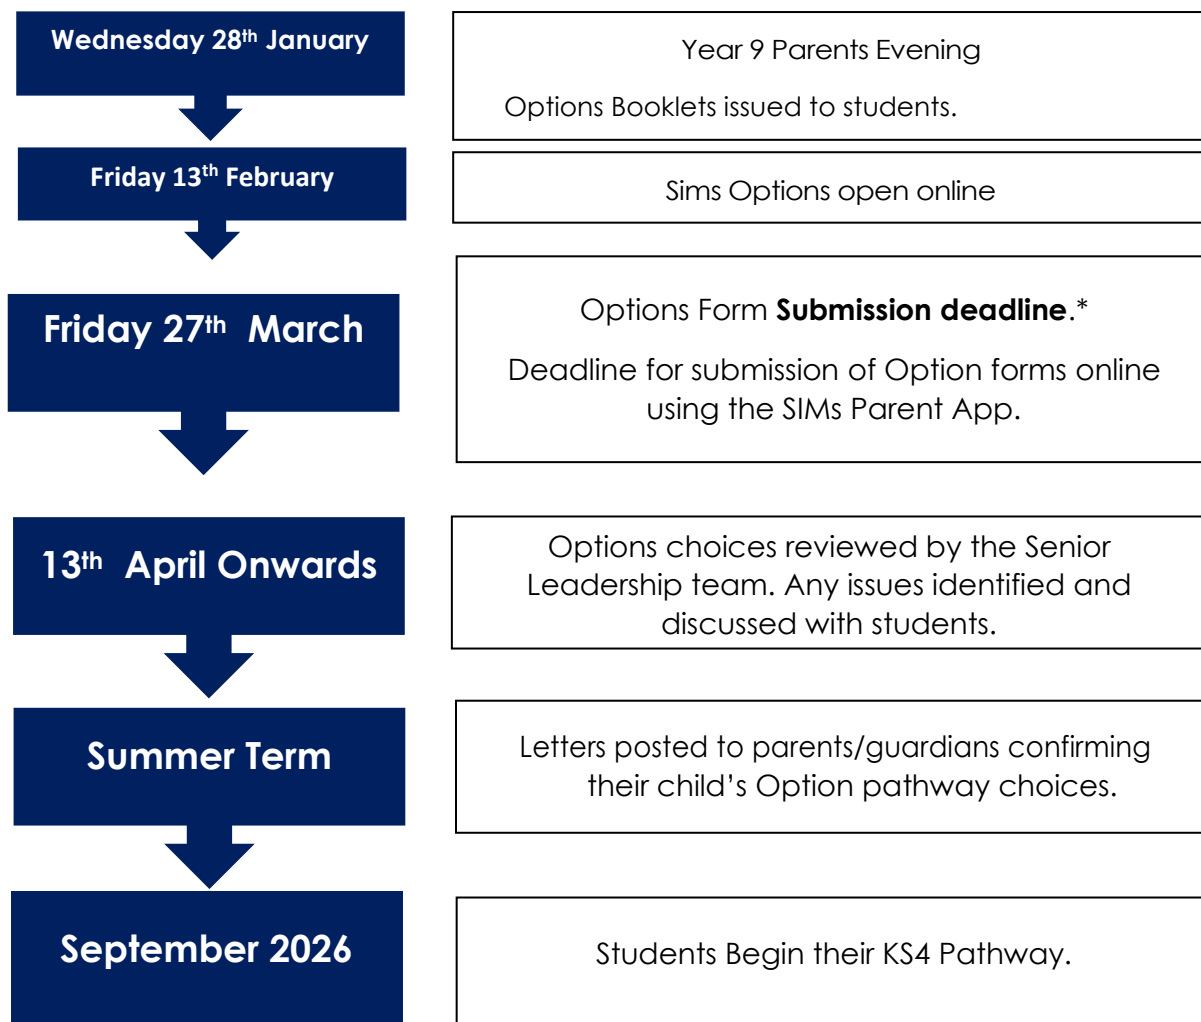 Wednesday 28th January
Year 9 Parents Evening
Options Booklets issued to students.
Friday 13th February
Sims Options open online
Friday 27th March
Options Form Submission deadline.*
Deadline for submission of Option forms online
using the SIMs Parent App.
13th April Onwards
Options choices reviewed by the Senior
Leadership team. Any issues identified and
discussed with students.
Summer Term
Letters posted to parents/guardians confirming
their child's Option pathway choices.
September 2026
Students Begin their KS4 Pathway.